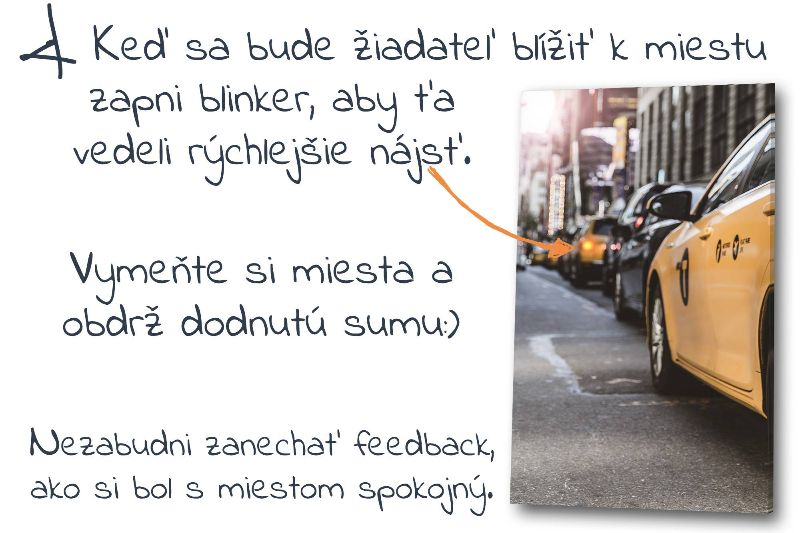 4 Keď sa bude žiadateľ blížiť k miestu
zapni blinker, aby ťa
vedeli rýchlejšie nájsť.
Vymeňte si miesta a
obdrž dodnutú sumu:)
Nezabudni zanechať feedback,
ako si bol s miestom spokojný.